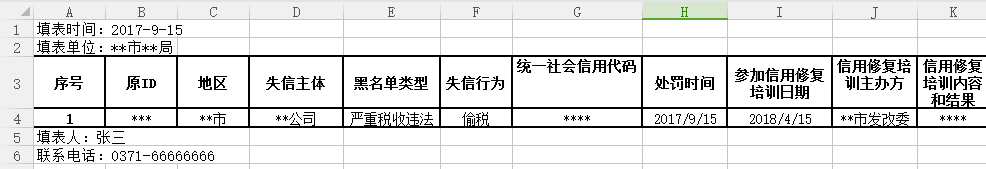 A B C D E F G H I J K
1 填表时间：2017-9-15
2 填表单位：**市**局
3 序号 原ID 地区 失信主体 黑名单类型 失信行为 统一社会信用代码 处罚时间 参加信用修复培训日期 信用修复培训主办方 信用修复培训内容和结果
4 1 *** **市 **公司 严重税收违法 偷税 **** 2017/9/15 2018/4/15 **市发改委 ****
5 填表人：张三
6 联系电话：0371-66666666